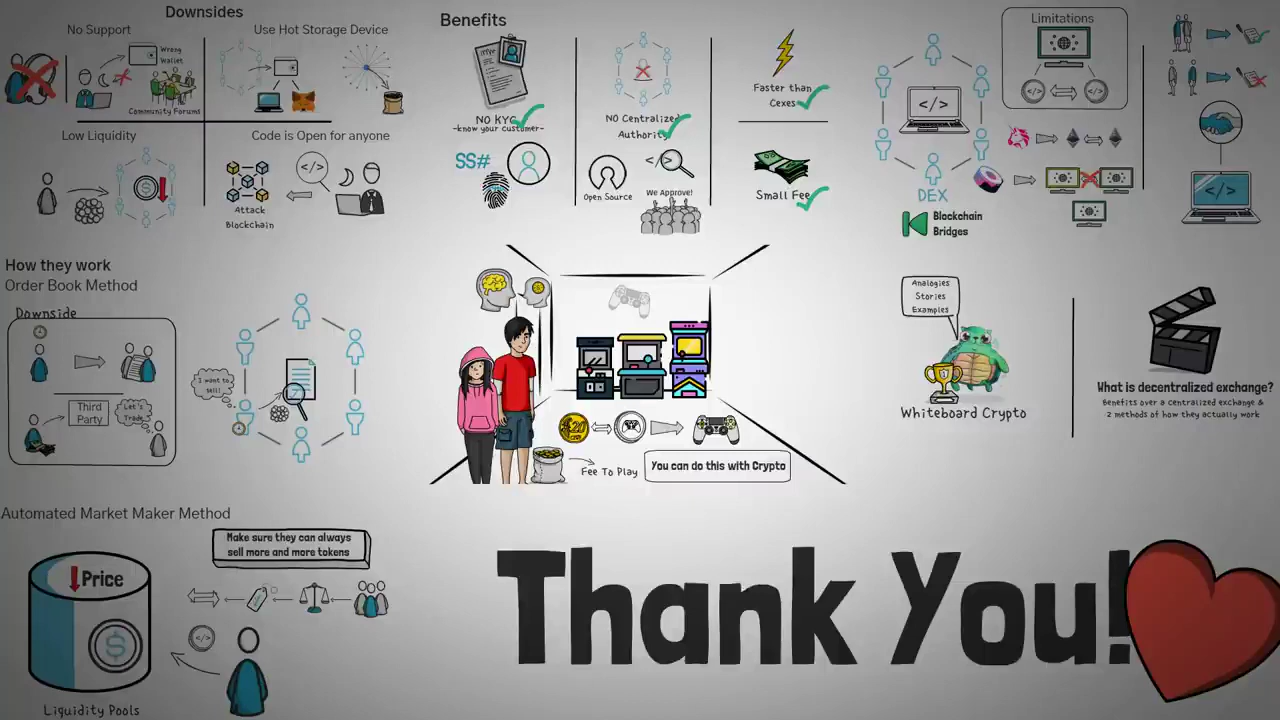 Downsides
No Support
Wrong
Wallet
Community Forums
Use Hot Storage Device
Low Liquidity
Code is Open for anyone
Attack
Blockchain
Benefits
NO KYC
-know your customer-
SS#
NO Centralized
Authority
Open Source
We Approve!
Faster than
Cexes
Small Fee
DEX
Blockchain
Bridges
Limitations
How they work
Order Book Method
Downside
Third
Party
Let's
Trade
I want to
sell!
20
Fee To Play
You can do this with Crypto
Analogies
Stories
Examples
Whiteboard Crypto
What is decentralized exchange?
Benefits over a centralized exchange &
2 methods of how they actually work
Automated Market Maker Method
Price
Liquidity Pools
Make sure they can always
sell more and more tokens
Thank You!